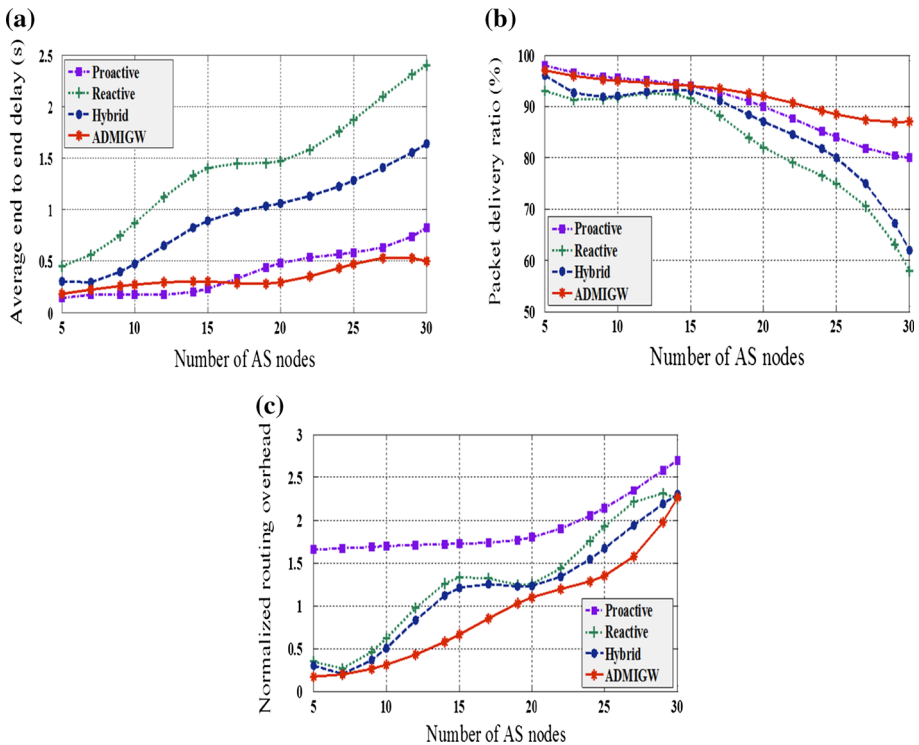 (a)
Average end to end delay (s)
2.5
2
1.5
1
0.5
0
5
10
15
20
25
30
Number of AS nodes
Proactive
Reactive
Hybrid
ADMIGW
(b)
Packet delivery ratio (%)
100
90
80
70
60
50
5
10
15
20
25
30
Number of AS nodes
Proactive
Reactive
Hybrid
ADMIGW
(c)
Normalized routing overhead
3
2.5
2
1.5
1
0.5
0
5
10
15
20
25
30
Number of AS nodes
Proactive
Reactive
Hybrid
ADMIGW